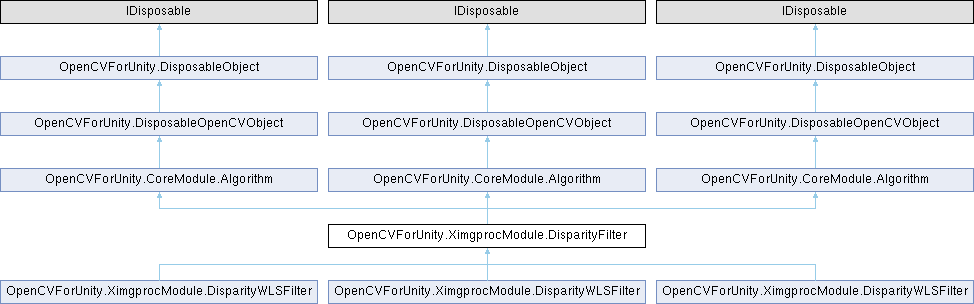 IDisposable IDisposable IDisposable
OpenCVForUnity.DisposableObject OpenCVForUnity.DisposableObject OpenCVForUnity.DisposableObject
OpenCVForUnity.DisposableOpenCVObject OpenCVForUnity.DisposableOpenCVObject OpenCVForUnity.DisposableOpenCVObject
OpenCVForUnity.CoreModule.Algorithm OpenCVForUnity.CoreModule.Algorithm OpenCVForUnity.CoreModule.Algorithm
OpenCVForUnity.XimgprocModule.DisparityFilter
OpenCVForUnity.XimgprocModule.DisparityWLSFilter OpenCVForUnity.XimgprocModule.DisparityWLSFilter OpenCVForUnity.XimgprocModule.DisparityWLSFilter